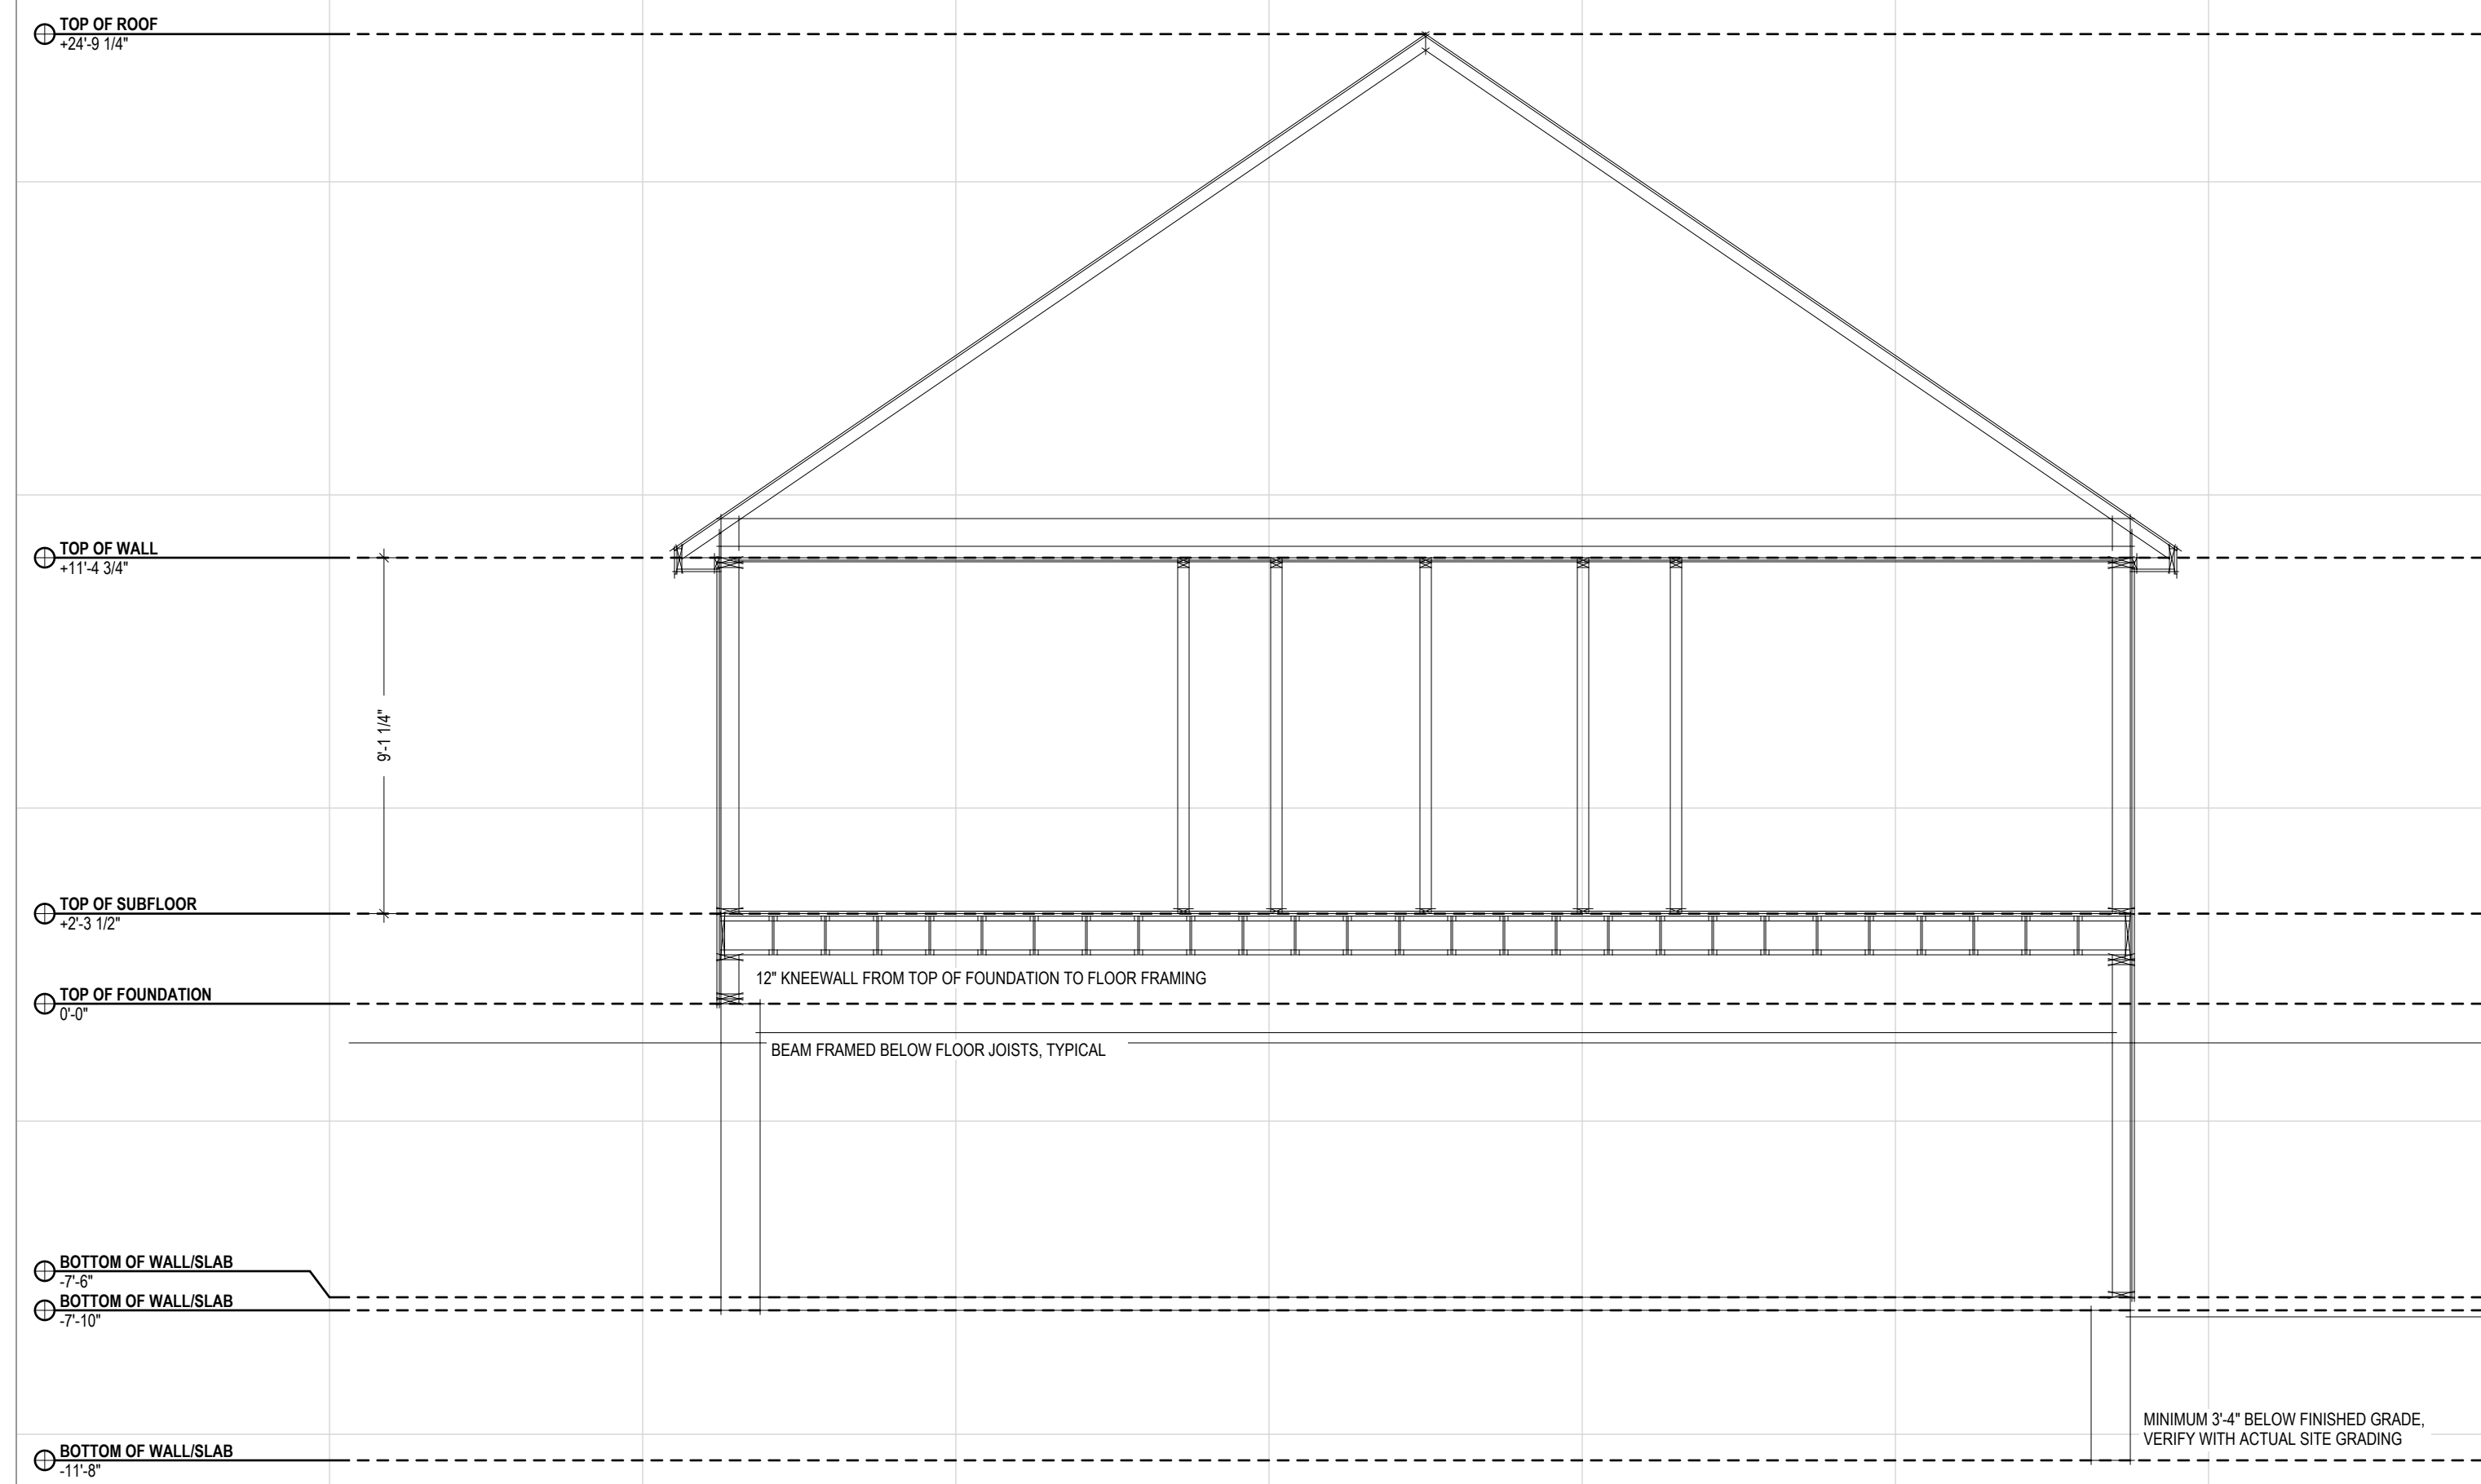 TOP OF ROOF
+24'-9 1/4"
TOP OF WALL
+11'-4 3/4"
9'-1 1/4"
TOP OF SUBFLOOR
+2'-3 1/2"
12" KNEEWALL FROM TOP OF FOUNDATION TO FLOOR FRAMING
TOP OF FOUNDATION
0'-0"
BEAM FRAMED BELOW FLOOR JOISTS, TYPICAL
BOTTOM OF WALL/SLAB
-7'-6"
BOTTOM OF WALL/SLAB
-7'-10"
MINIMUM 3'-4" BELOW FINISHED GRADE,
VERIFY WITH ACTUAL SITE GRADING
BOTTOM OF WALL/SLAB
-11'-8"